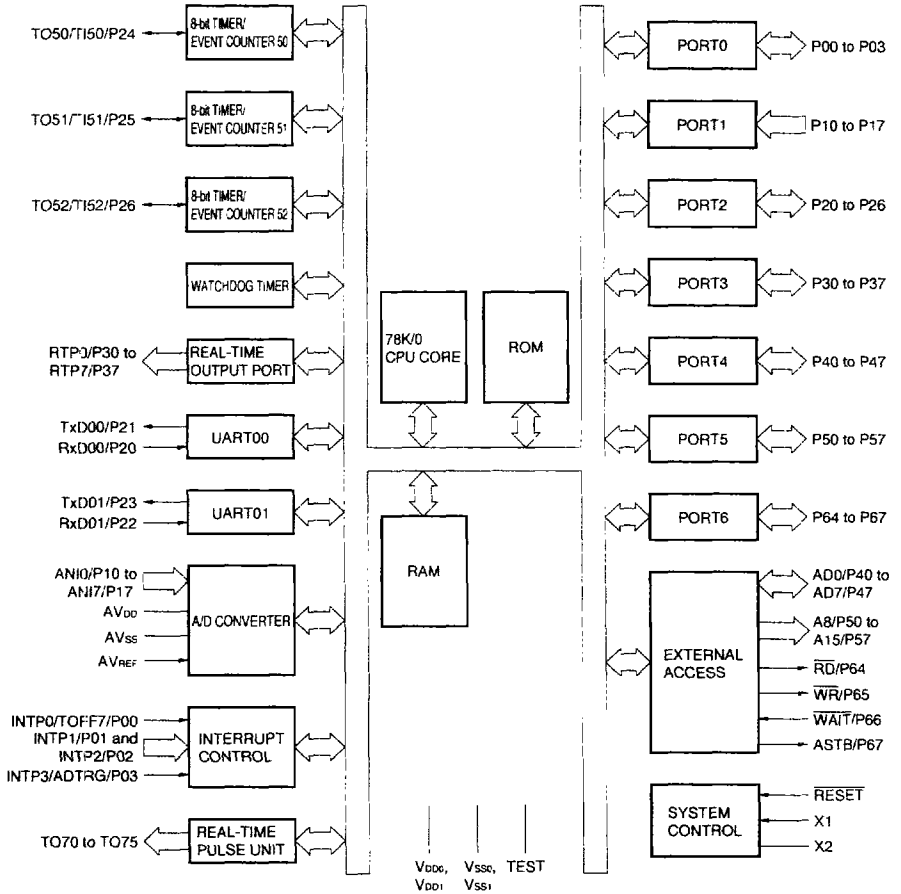 TO50/TI50/P24
8-bit TIMER/
EVENT COUNTER 50
TO51/TI51/P25
8-bit TIMER/
EVENT COUNTER 51
TO52/TI52/P26
8-bit TIMER/
EVENT COUNTER 52
WATCHDOG TIMER
RTP0/P30 to
RTP7/P37
REAL-TIME
OUTPUT PORT
TxD00/P21
RxD00/P20
UART00
TxD01/P23
RxD01/P22
UART01
ANI0/P10 to
ANI7/P17
AVDD
AVSS
AVREF
A/D CONVERTER
INTP0/TOFF7/P00
INTP1/P01 and
INTP2/P02
INTP3/ADTRG/P03
INTERRUPT
CONTROL
TO70 to TO75
REAL-TIME
PULSE UNIT
78K/0
CPU CORE
ROM
RAM
VDD0,
VDD1
VSS0,
VSS1
TEST
PORT0
P00 to P03
PORT1
P10 to P17
PORT2
P20 to P26
PORT3
P30 to P37
PORT4
P40 to P47
PORT5
P50 to P57
PORT6
P64 to P67
EXTERNAL
ACCESS
AD0/P40 to
AD7/P47
A8/P50 to
A15/P57
RD/P64
WR/P65
WAIT/P66
ASTB/P67
SYSTEM
CONTROL
RESET
X1
X2